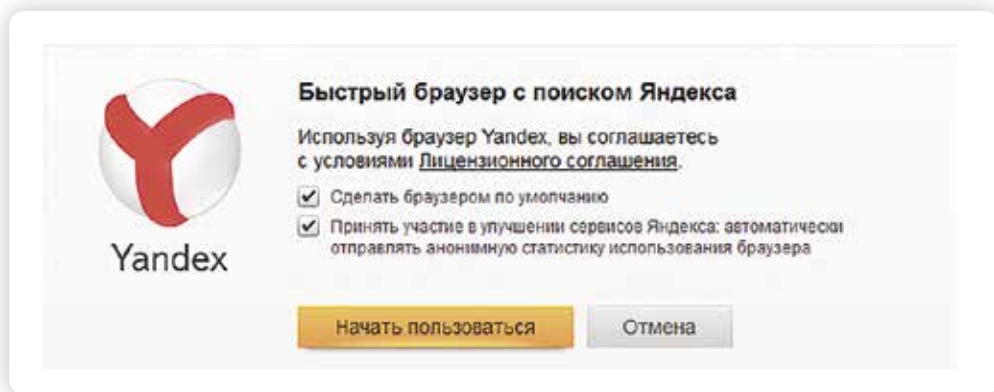 Быстрый браузер с поиском Яндекса
Используя браузер Yandex, вы соглашаетесь
с условиями Лицензионного соглашения.
Сделать браузером по умолчанию
Принять участие в улучшении сервисов Яндекса: автоматически
отправлять анонимную статистику использования браузера
Yandex
Начать пользоваться
Отмена